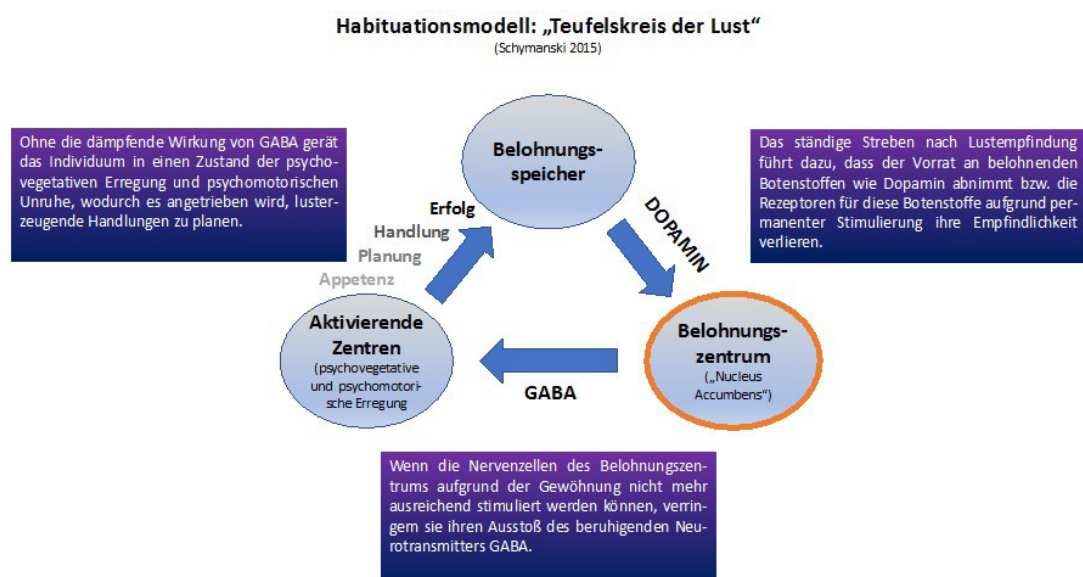 Habituationsmodell: „Teufelskreis der Lust“
(Schymanski 2015)
Ohne die dämpfende Wirkung von GABA gerät
das Individuum in einen Zustand der psycho-
vegetativen Erregung und psychomotorischen
Unruhe, wodurch es angetrieben wird, luster-
zeugende Handlungen zu planen.
Belohnungs-
speicher
Das ständige Streben nach Lustempfindung
führt dazu, dass der Vorrat an belohnenden
Botenstoffen wie Dopamin abnimmt bzw. die
Rezeptoren für diese Botenstoffe aufgrund per-
manenter Stimulierung ihre Empfindlichkeit
verlieren.
Erfolg
Handlung
Planung
Appetenz
DOPAMIN
Aktivierende
Zentren
(psychovegetative
und psychomotori-
sche Erregung
GABA
Belohnungs-
zentrum
(„Nucleus
Accumbens“)
Wenn die Nervenzellen des Belohnungszen-
trums aufgrund der Gewöhnung nicht mehr
ausreichend stimuliert werden können, verrin-
gern sie ihren Ausstoß des beruhigenden Neu-
rotransmitters GABA.